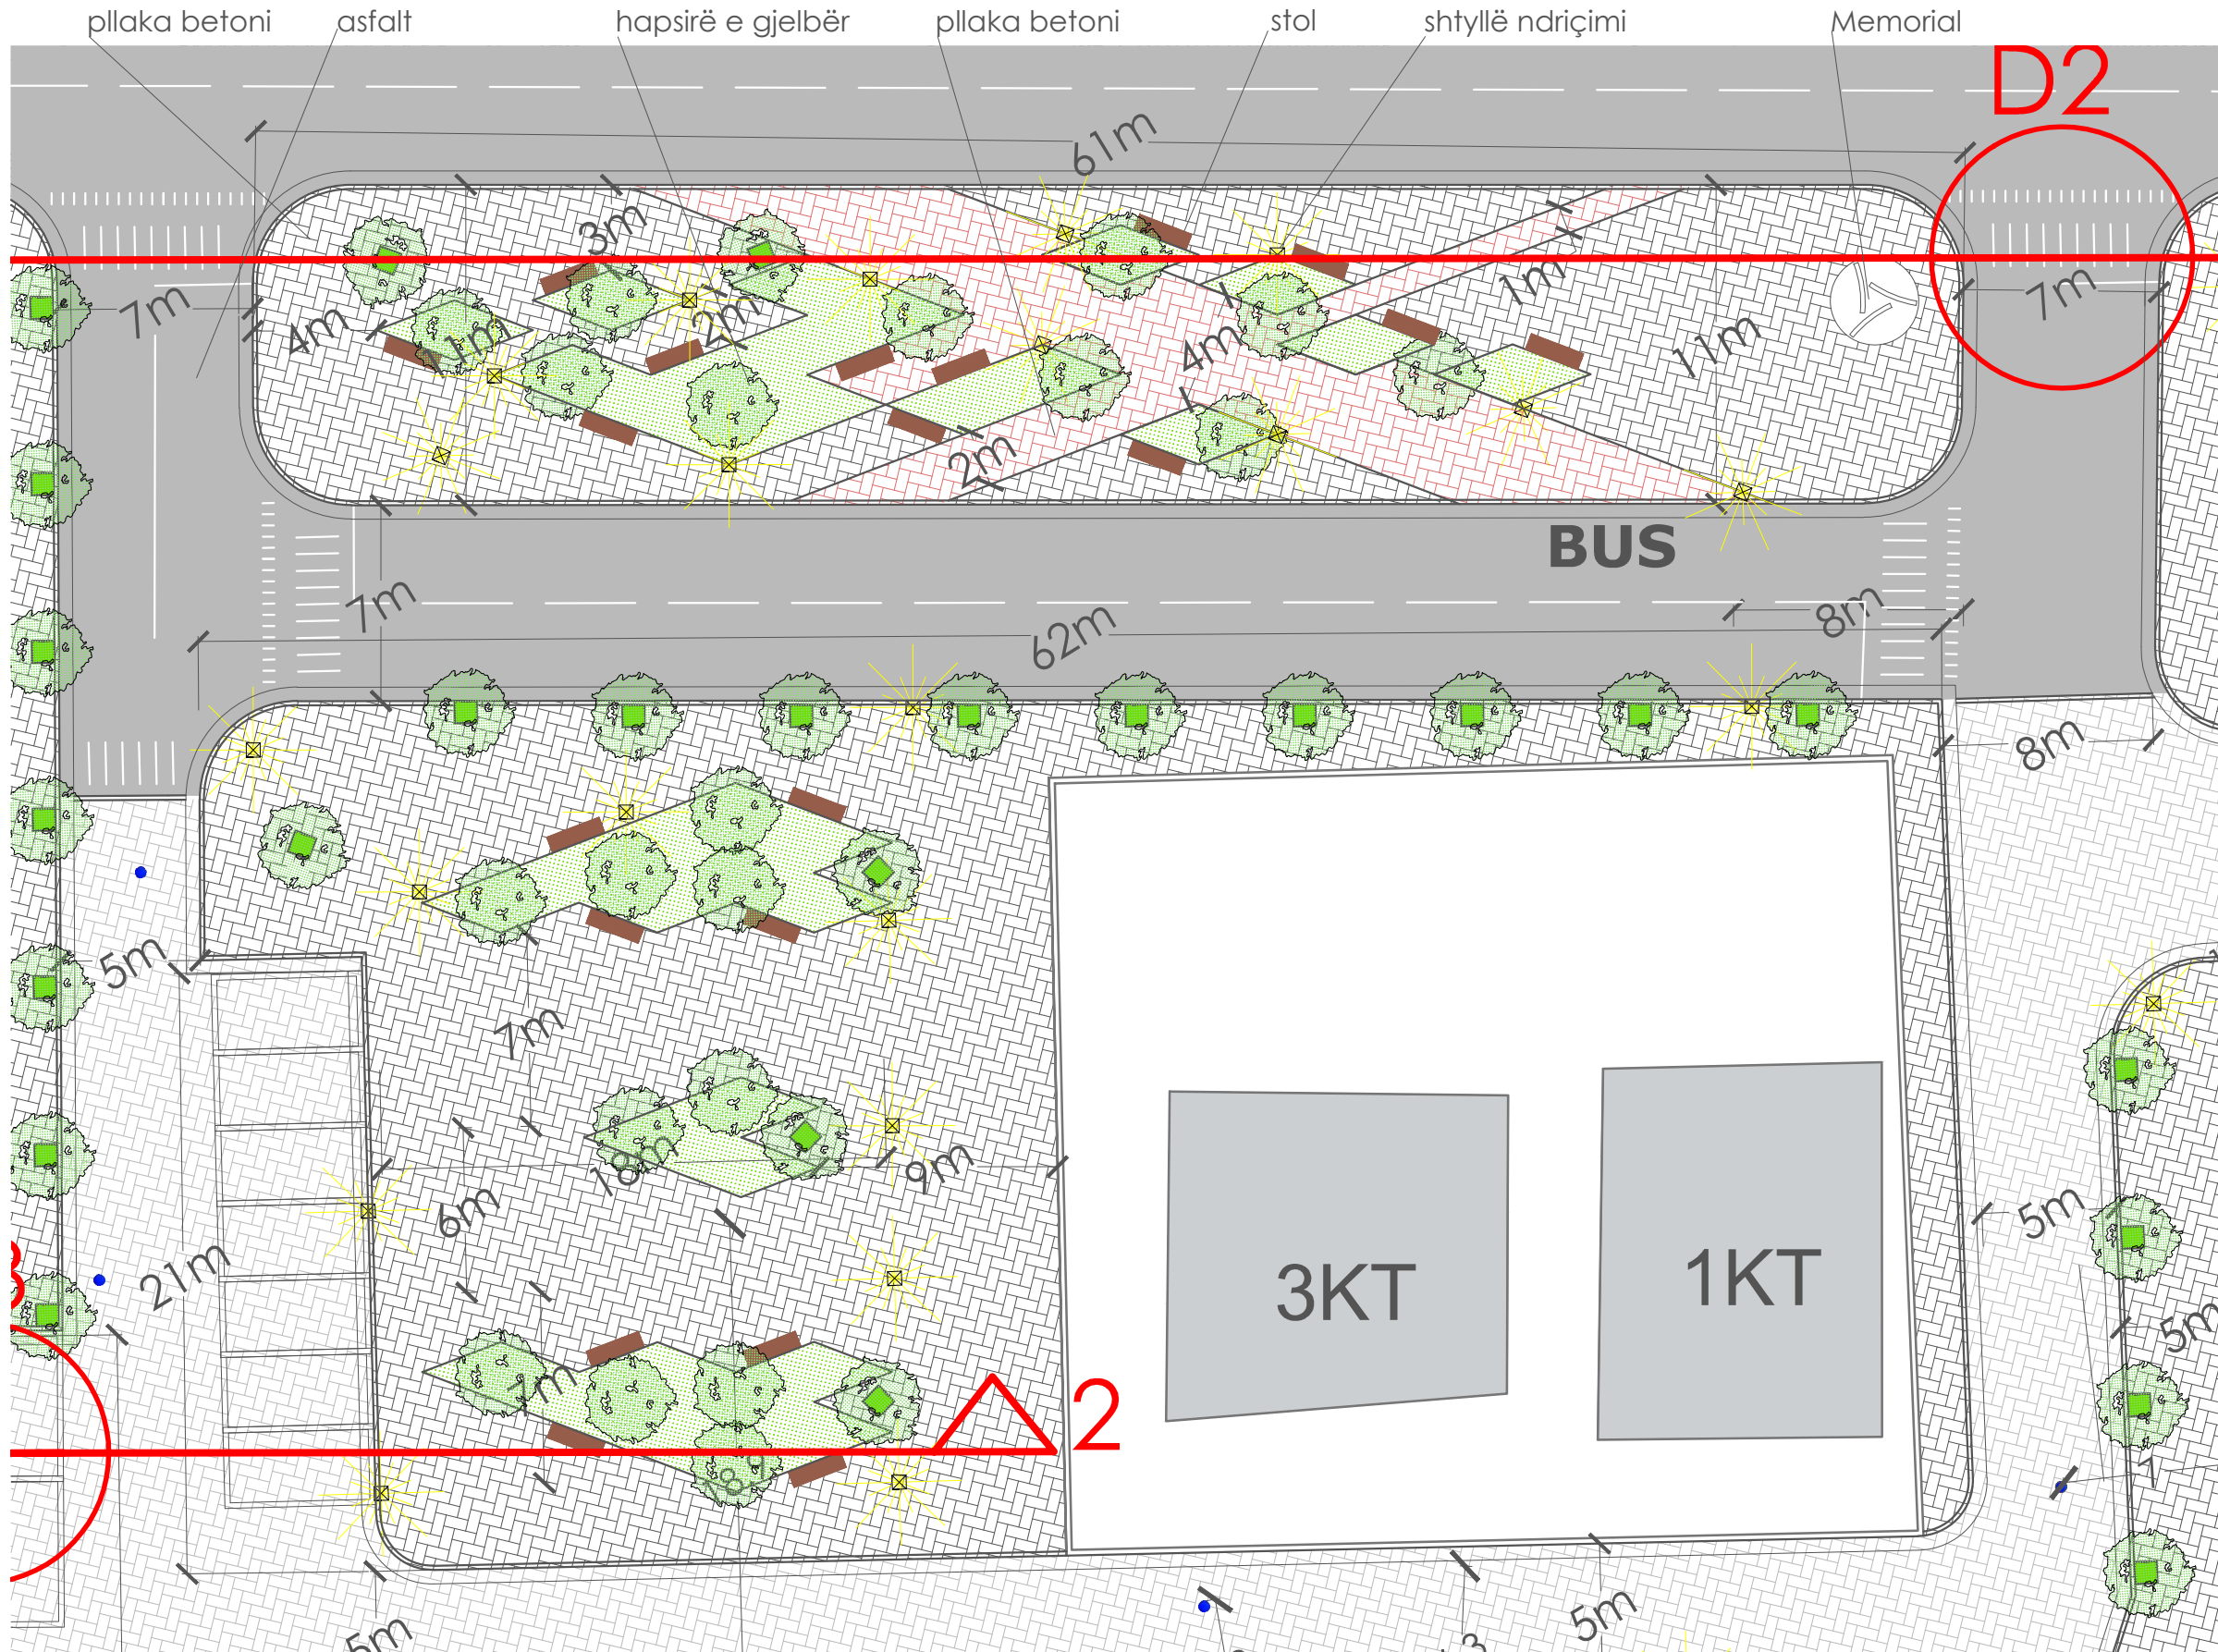 pllaka betoni
asfalt
hapsirë e gjelbër
pllaka betoni
stol
shtyllë ndriçimi
Memorial
D2
61m
3m
7m
4m
11m
2m
4m
1m
11m
7m
2m
BUS
7m
62m
8m
8m
5m
7m
18m
9m
6m
5m
21m
3KT
1KT
5m
7m
2
5m
5m